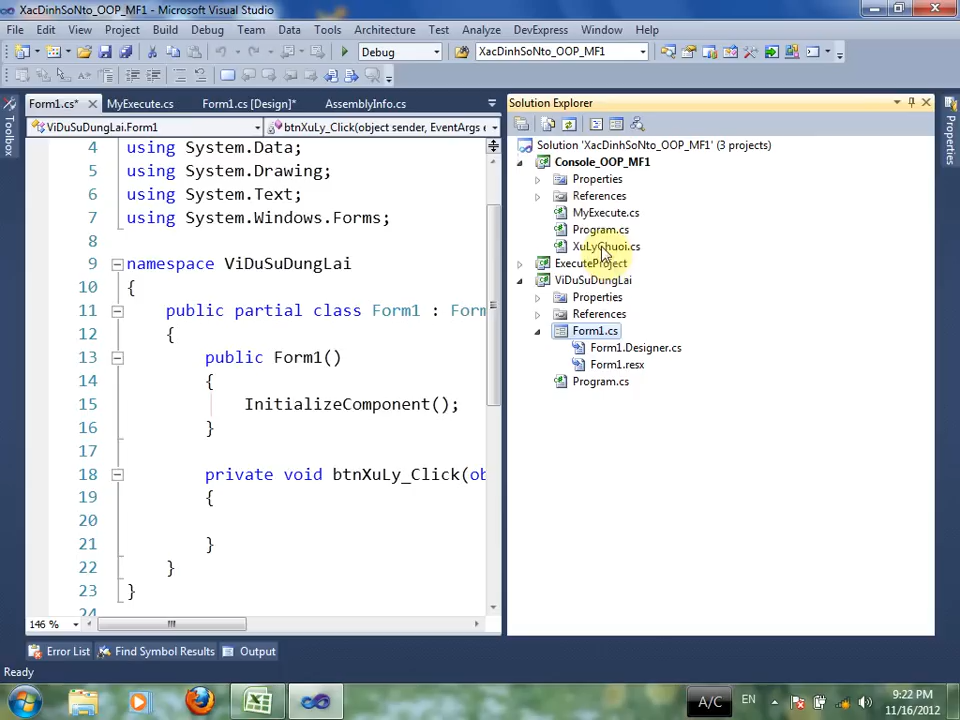 XacDinhSoNto_OOP_MF1 - Microsoft Visual Studio
File Edit View Project Build Debug Team Data Tools Architecture Test Analyze DevExpress Window Help
Debug XacDinhSoNto_OOP_MF1
Form1.cs* MyExecute.cs Form1.cs [Design]* AssemblyInfo.cs
ViDuSuDungLai.Form1 btnXuLy_Click(object sender, EventArgs e
4 using System.Data;
5 using System.Drawing;
6 using System.Text;
7 using System.Windows.Forms;
8
9 namespace ViDuSuDungLai
10 {
11 public partial class Form1 : Form
12 {
13 public Form1()
14 {
15 InitializeComponent();
16 }
17
18 private void btnXuLy_Click(ob
19 {
20
21 }
22 }
23 }
24
146 %
Toolbox
Solution Explorer
Solution 'XacDinhSoNto_OOP_MF1' (3 projects)
Console_OOP_MF1
Properties
References
MyExecute.cs
Program.cs
XuLyChuoi.cs
ExecuteProject
ViDuSuDungLai
Properties
References
Form1.cs
Form1.Designer.cs
Form1.resx
Program.cs
Properties
Error List Find Symbol Results Output
Ready
A/C EN 9:22 PM
11/16/2012